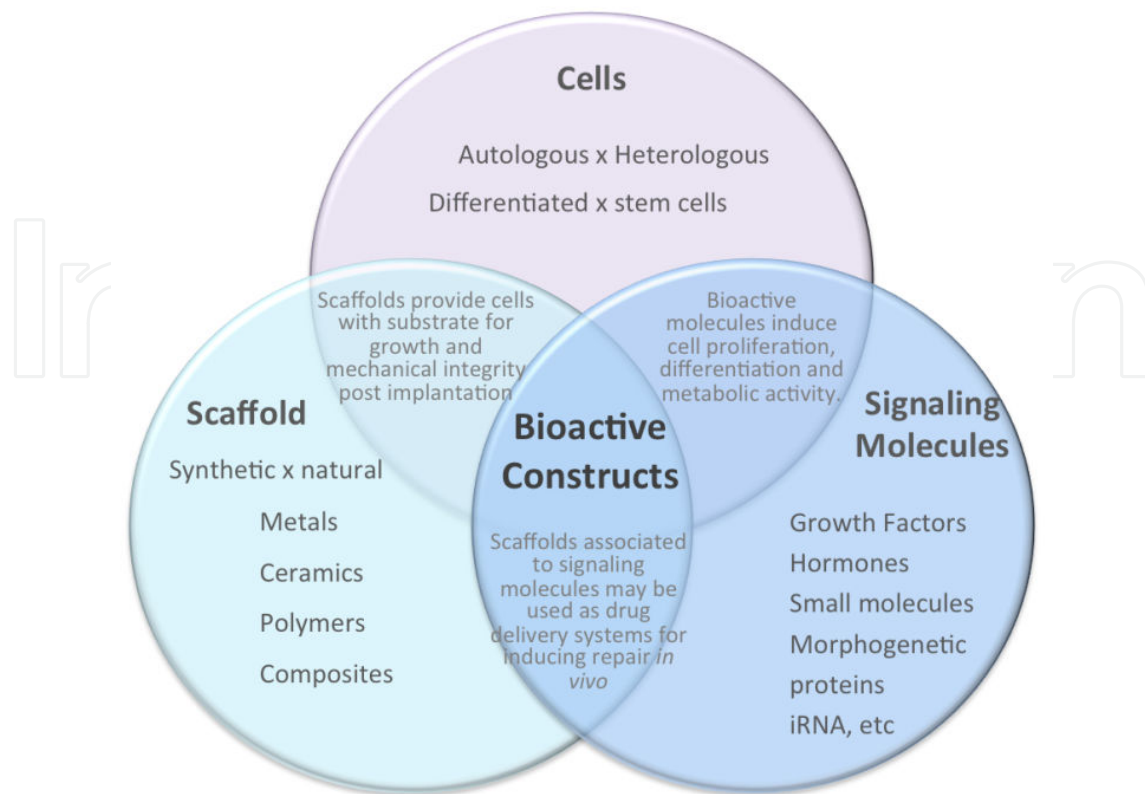 Cells
Autologous x Heterologous
Differentiated x stem cells
Scaffolds provide cells
with substrate for
growth and
mechanical integrity
post implantation
Bioactive
molecules induce
cell proliferation,
differentiation and
metabolic activity.
Scaffold
Synthetic x natural
Metals
Ceramics
Polymers
Composites
Bioactive
Constructs
Scaffolds associated
to signaling
molecules may be
used as drug
delivery systems for
inducing repair in
vivo
Signaling
Molecules
Growth Factors
Hormones
Small molecules
Morphogenetic
proteins
iRNA, etc